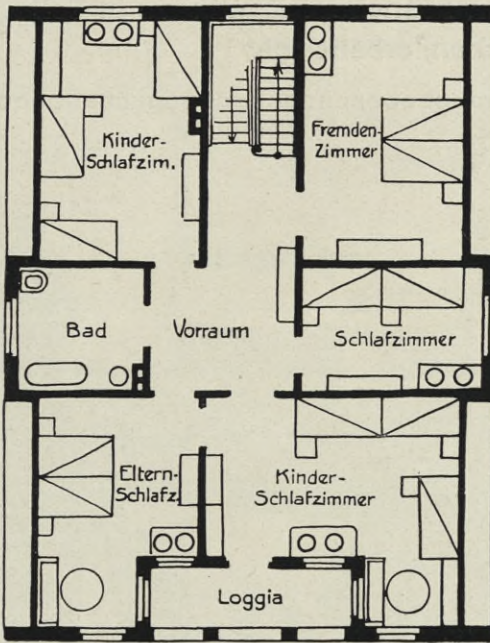 Kinder-
Schlafzim.
Fremden-
Zimmer
Bad
Vorraum
Schlafzimmer
Eltern-
Schlafz.
Kinder-
Schlafzimmer
Loggia